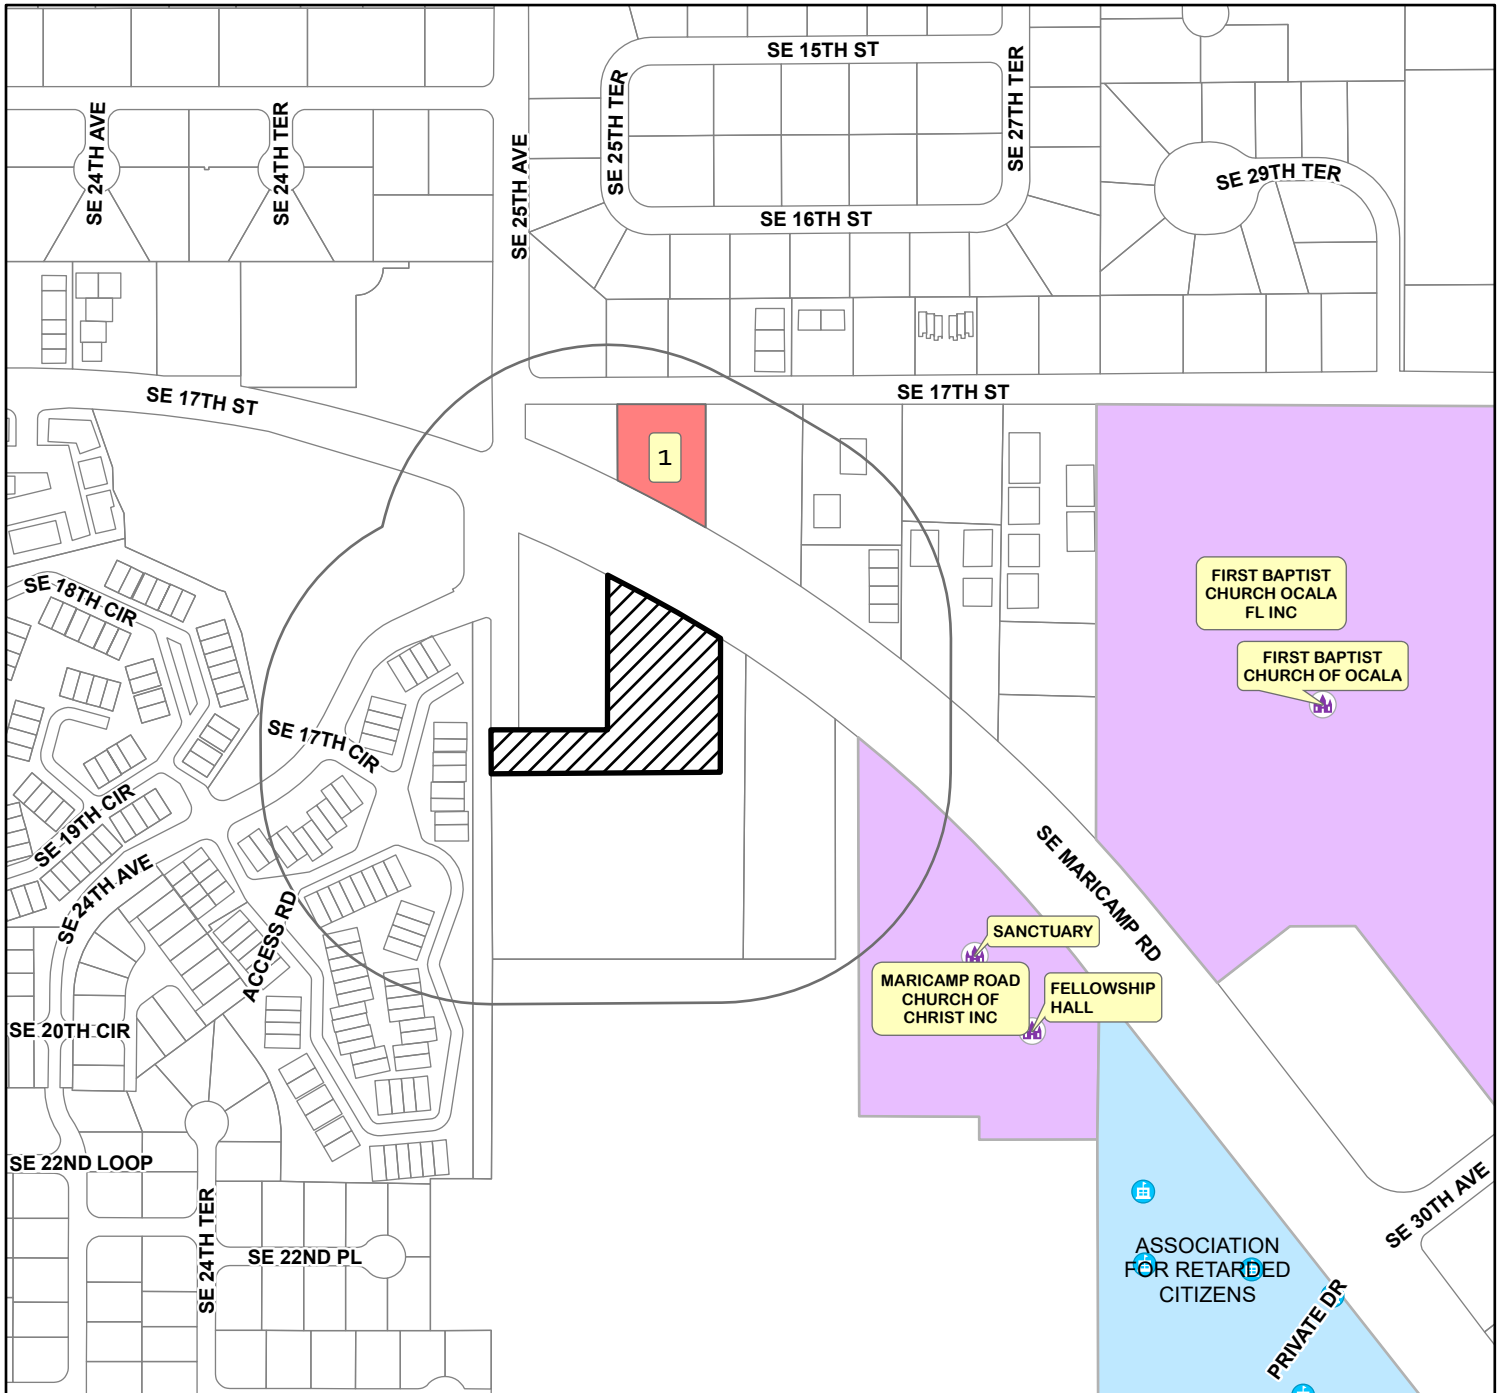 SE 15TH ST
SE 24TH AVE
SE 24TH TER
SE 25TH AVE
SE 25TH TER
SE 27TH TER
SE 29TH TER
SE 16TH ST
SE 17TH ST
SE 17TH ST
1
SE 18TH CIR
FIRST BAPTIST
CHURCH OCALA
FL INC
FIRST BAPTIST
CHURCH OF OCALA
SE 17TH CIR
SE 19TH CIR
SE 24TH AVE
ACCESS RD
SE MARICAMP RD
SANCTUARY
MARICAMP ROAD
CHURCH OF
CHRIST INC
FELLOWSHIP
HALL
SE 20TH CIR
SE 22ND LOOP
SE 24TH TER
SE 22ND PL
SE 30TH AVE
ASSOCIATION
FOR RETARDED
CITIZENS
PRIVATE DR